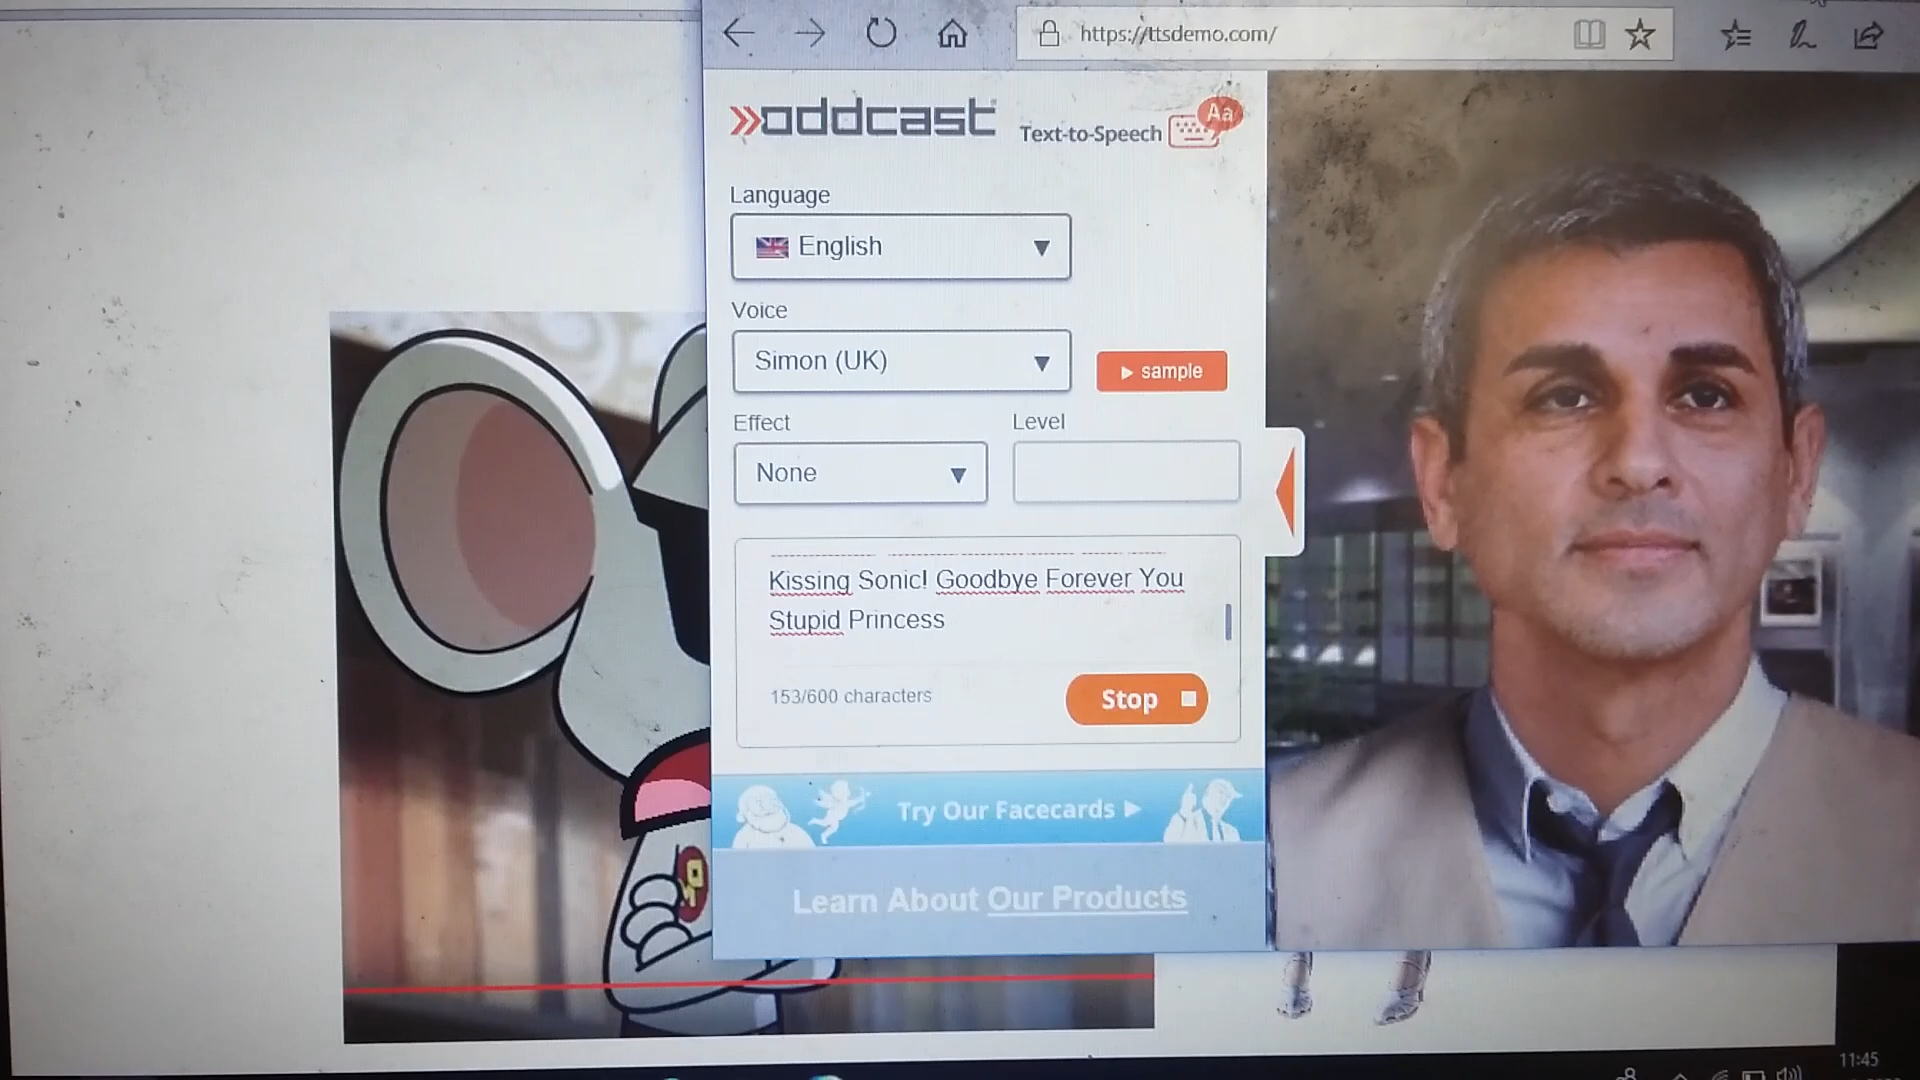 https://ttsdemo.com/
oddcast
Text-to-Speech
Aa
Language
English
Voice
Simon (UK)
sample
Effect
Level
None
Kissing Sonic! Goodbye Forever You
Stupid Princess
153/600 characters
Stop
Try Our Facecards
Learn About Our Products
11:45